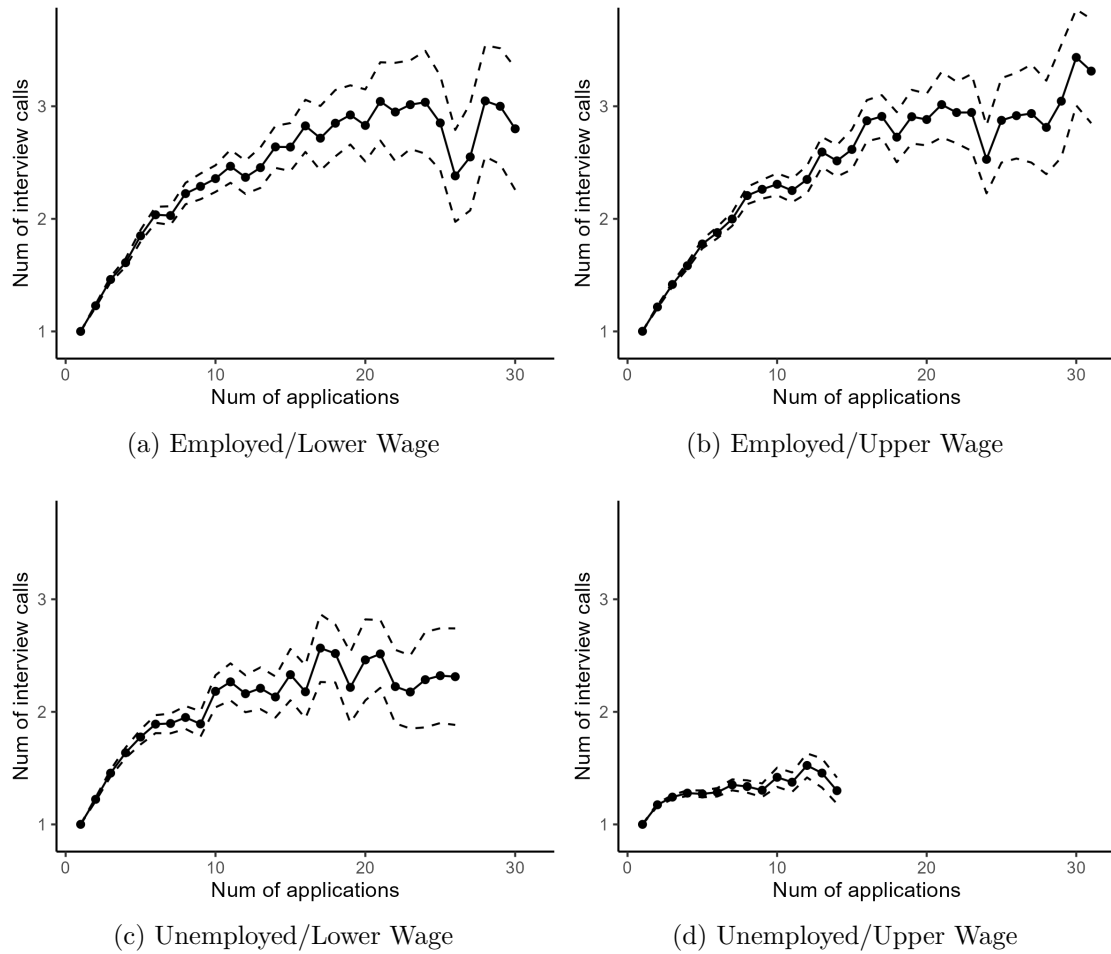 Num of interview calls
3
2
1
0 10 20 30
Num of applications
(a) Employed/Lower Wage
Num of interview calls
3
2
1
0 10 20 30
Num of applications
(b) Employed/Upper Wage
Num of interview calls
3
2
1
0 10 20 30
Num of applications
(c) Unemployed/Lower Wage
Num of interview calls
3
2
1
0 10 20 30
Num of applications
(d) Unemployed/Upper Wage